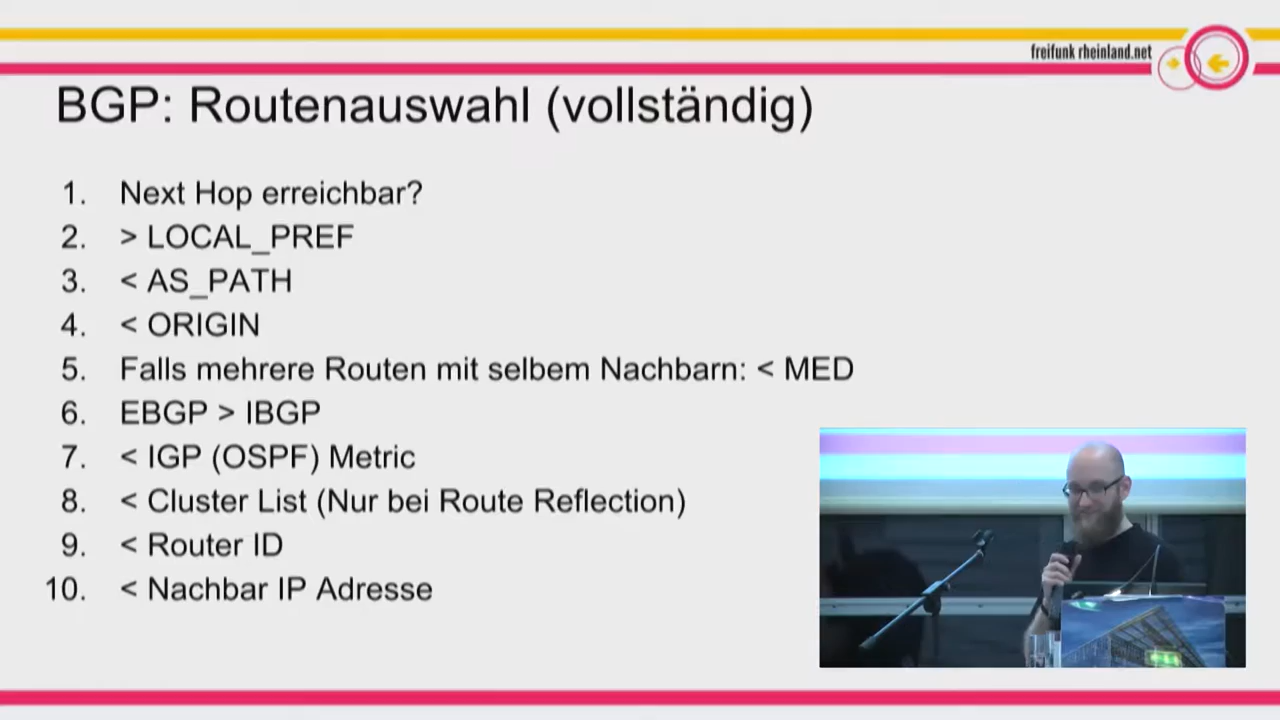 freifunk rheinland.net
BGP: Routenauswahl (vollständig)
1. Next Hop erreichbar?
2. > LOCAL_PREF
3. < AS_PATH
4. < ORIGIN
5. Falls mehrere Routen mit selbem Nachbarn: < MED
6. EBGP > IBGP
7. < IGP (OSPF) Metric
8. < Cluster List (Nur bei Route Reflection)
9. < Router ID
10. < Nachbar IP Adresse